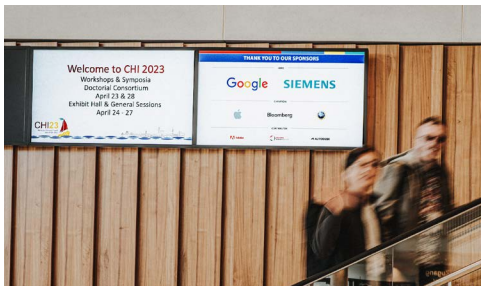 Welcome to CHI 2023
Workshops & Symposia
Doctorial Consortium
April 23 & 28
Exhibit Hall & General Sessions
April 24 - 27
CHI23
THANK YOU TO OUR SPONSORS
Google SIEMENS
Bloomberg